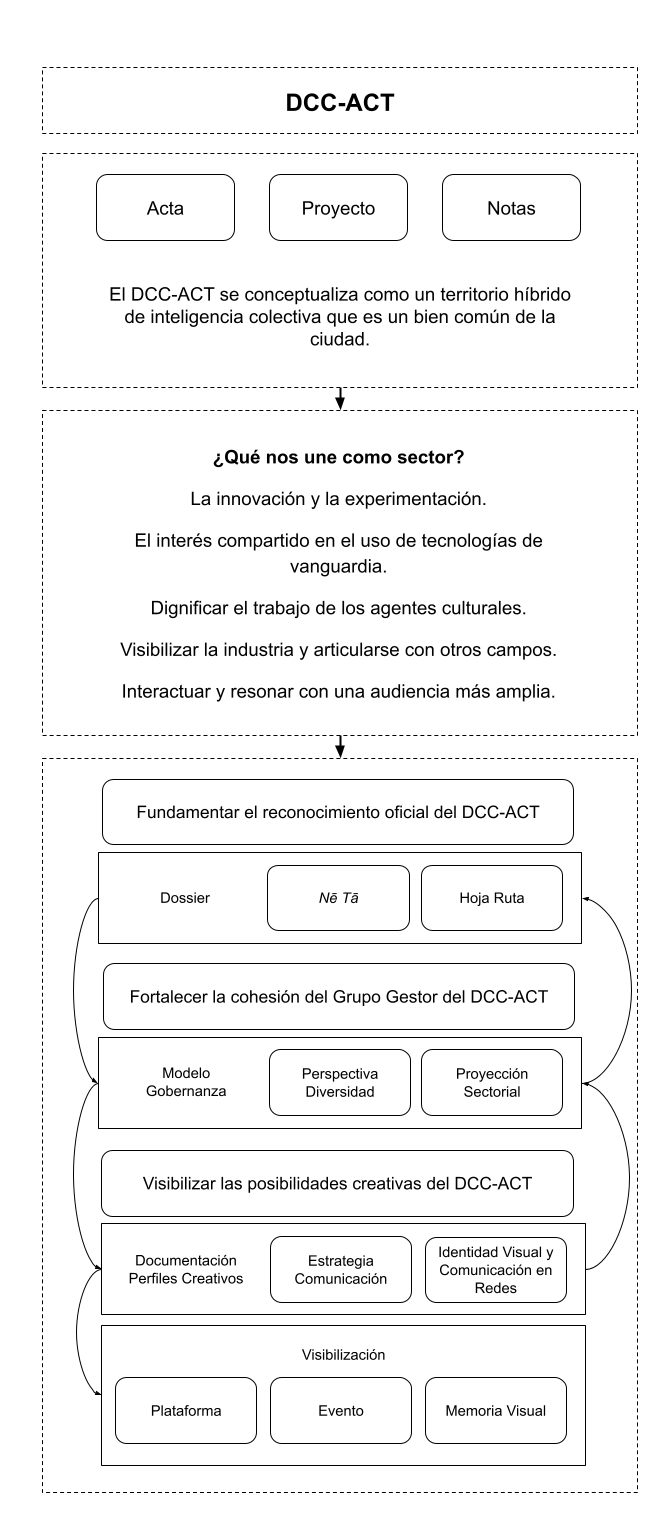 DCC-ACT
Acta
Proyecto
Notas
El DCC-ACT se conceptualiza como un territorio híbrido
de inteligencia colectiva que es un bien común de la
ciudad.
¿Qué nos une como sector?
La innovación y la experimentación.
El interés compartido en el uso de tecnologías de
vanguardia.
Dignificar el trabajo de los agentes culturales.
Visibilizar la industria y articularse con otros campos.
Interactuar y resonar con una audiencia más amplia.
Fundamentar el reconocimiento oficial del DCC-ACT
Dossier
Nē Tā
Hoja Ruta
Fortalecer la cohesión del Grupo Gestor del DCC-ACT
Modelo
Gobernanza
Perspectiva
Diversidad
Proyección
Sectorial
Visibilizar las posibilidades creativas del DCC-ACT
Documentación
Perfiles Creativos
Estrategia
Comunicación
Identidad Visual y
Comunicación en
Redes
Visibilización
Plataforma
Evento
Memoria Visual